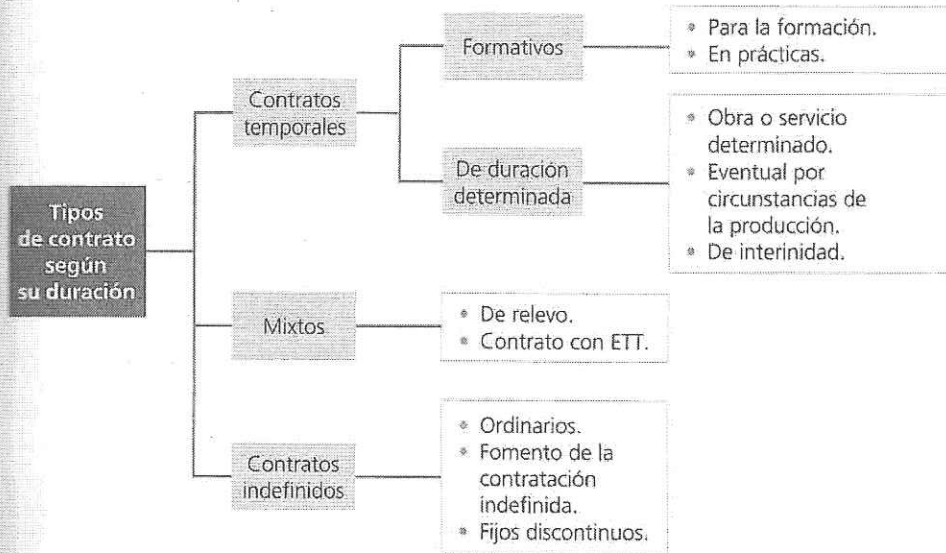 Tipos
de contrato
según
su duración
Contratos
temporales
Formativos
• Para la formación.
• En prácticas.
De duración
determinada
• Obra o servicio
determinado.
• Eventual por
circunstancias de
la producción.
• De interinidad.
Mixtos
• De relevo.
• Contrato con ETT.
Contratos
indefinidos
• Ordinarios.
• Fomento de la
contratación
indefinida.
• Fijos discontinuos.